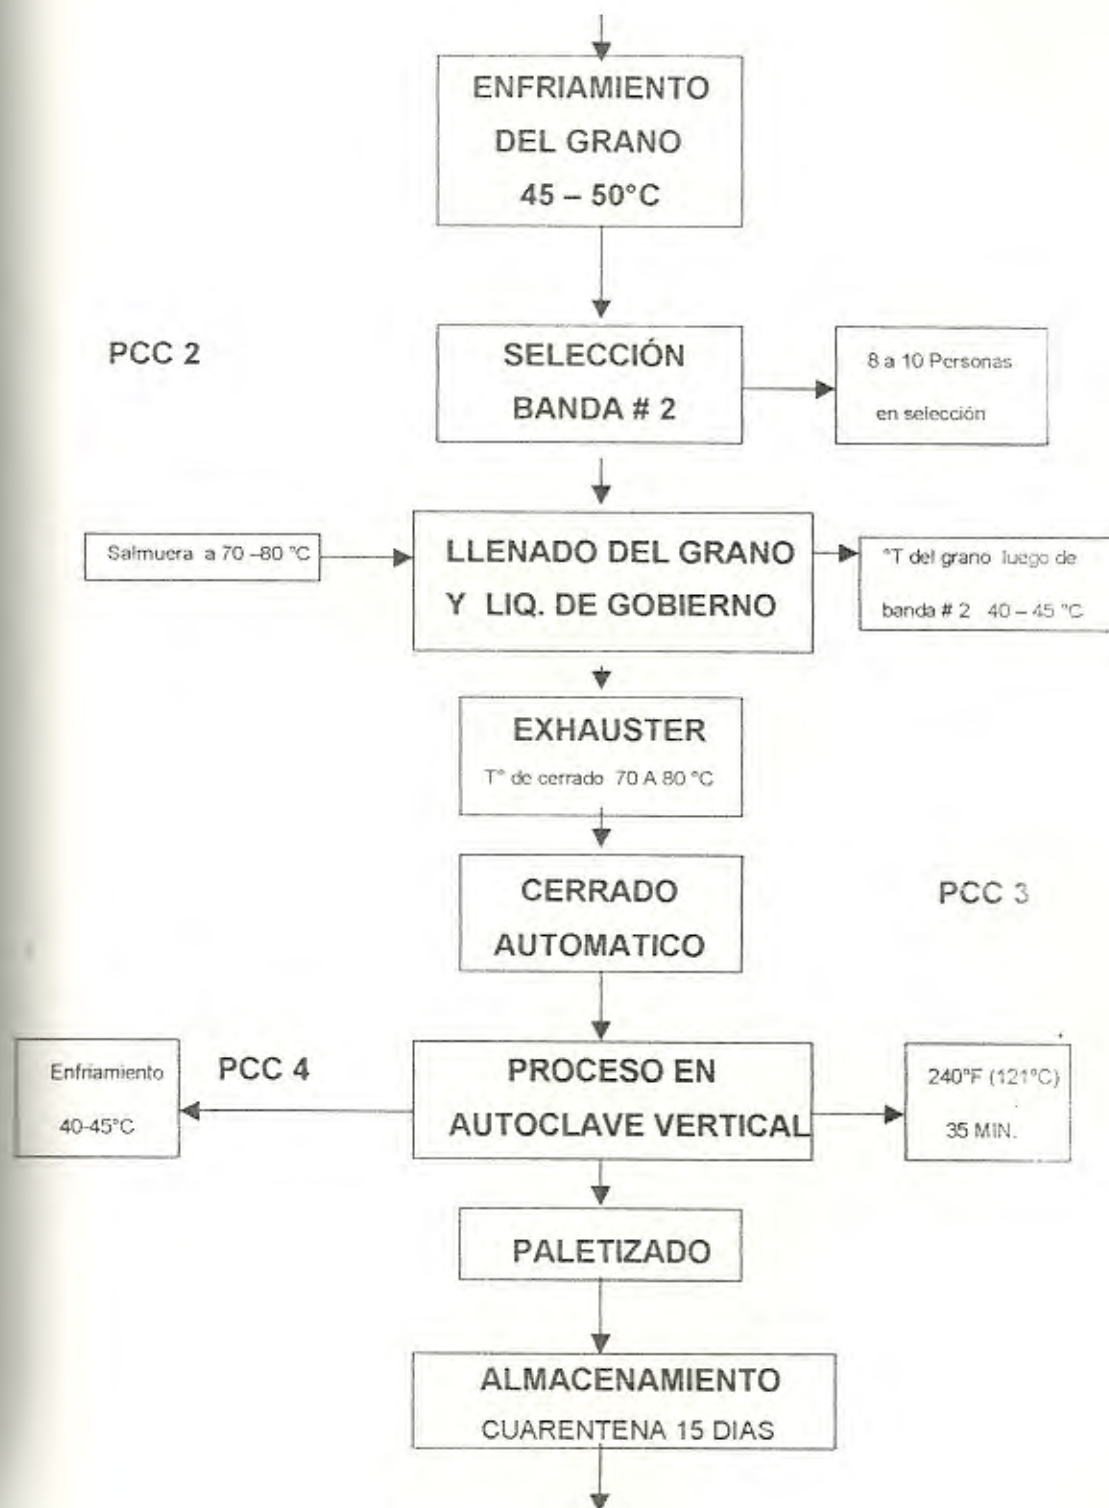 ENFRIAMIENTO
DEL GRANO
45 – 50°C
PCC 2
SELECCIÓN
BANDA # 2
8 a 10 Personas
en selección
Salmuera a 70 –80 °C
LLENADO DEL GRANO
Y LIQ. DE GOBIERNO
°T del grano luego de
banda # 2 40 – 45 °C
EXHAUSTER
T° de cerrado 70 A 80 °C
CERRADO
AUTOMATICO
PCC 3
Enfriamiento
40-45°C
PCC 4
PROCESO EN
AUTOCLAVE VERTICAL
240°F (121°C)
35 MIN.
PALETIZADO
ALMACENAMIENTO
CUARENTENA 15 DIAS